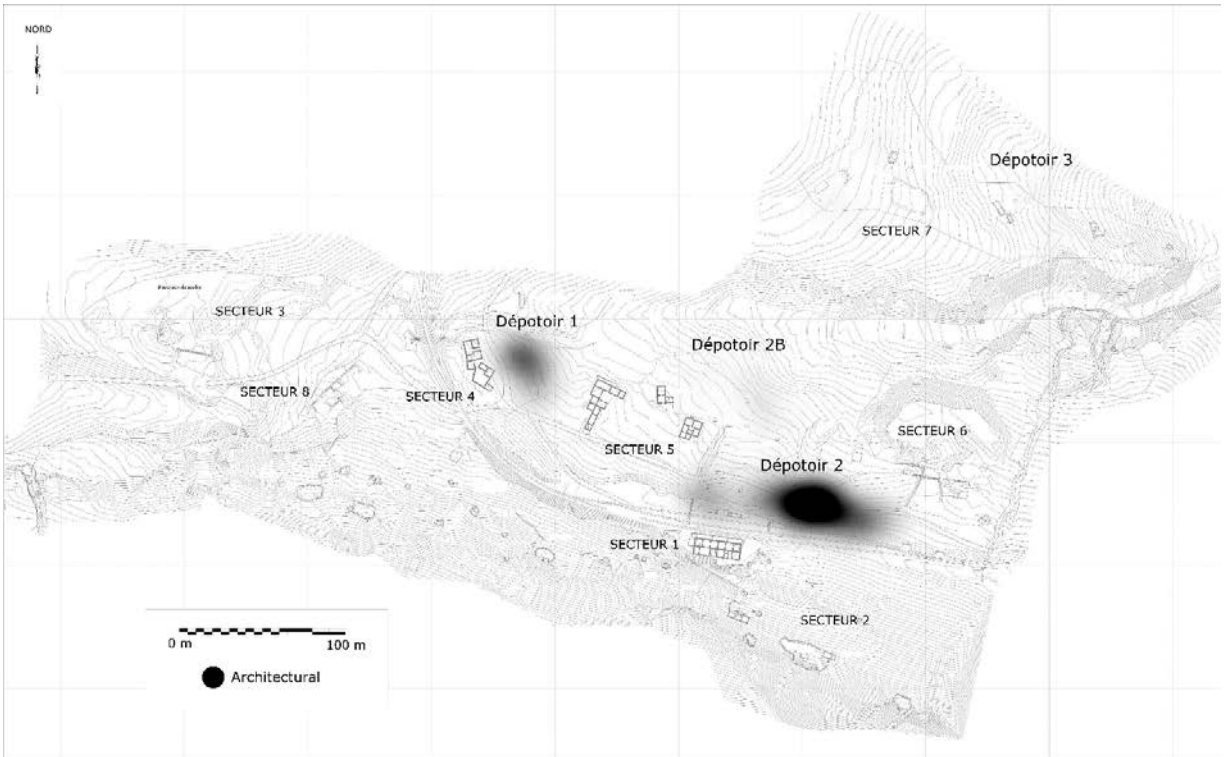 NORD
Dépotoir 3
SECTEUR 7
SECTEUR 3
Dépotoir 1
Dépotoir 2B
SECTEUR 8
SECTEUR 4
SECTEUR 5
SECTEUR 6
Dépotoir 2
SECTEUR 1
SECTEUR 2
0 m
100 m
Architectural